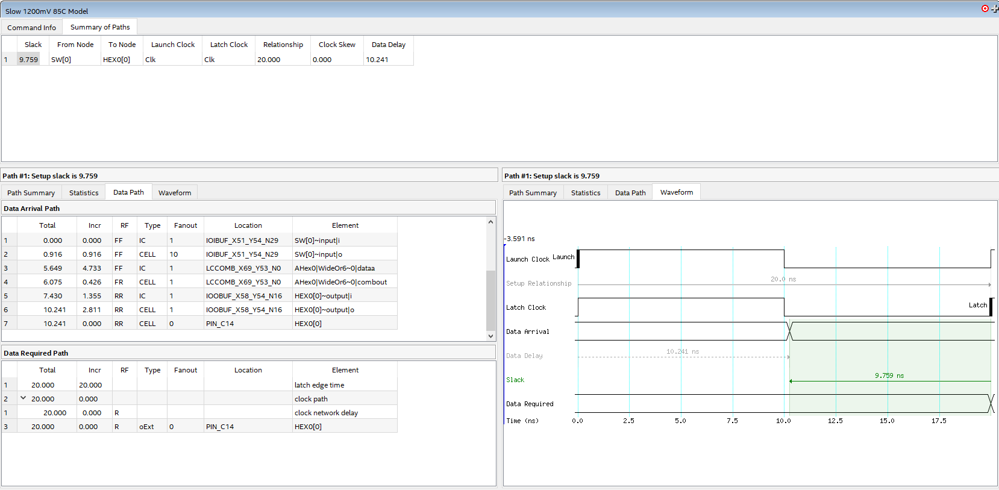 Slow 1200mV 85C Model
Command Info Summary of Paths
Slack From Node To Node Launch Clock Latch Clock Relationship Clock Skew Data Delay
1 9.759 SW[0] HEX0[0] Clk Clk 20.000 0.000 10.241
Path #1: Setup slack is 9.759
Path Summary Statistics Data Path Waveform
Data Arrival Path
Total Incr RF Type Fanout Location Element
1 0.000 0.000 FF IC 1 IOIBUF_X51_Y54_N29 SW[0]~input|i
2 0.916 0.916 FF CELL 10 IOIBUF_X51_Y54_N29 SW[0]~input|o
3 5.649 4.733 FF IC 1 LCCOMB_X69_Y53_N0 AHex0|WideOr6~0|dataa
4 6.075 0.426 FR CELL 1 LCCOMB_X69_Y53_N0 AHex0|WideOr6~0|combout
5 7.430 1.355 RR IC 1 IOOBUF_X58_Y54_N16 HEX0[0]~output|i
6 10.241 2.811 RR CELL 1 IOOBUF_X58_Y54_N16 HEX0[0]~output|o
7 10.241 0.000 RR CELL 0 PIN_C14 HEX0[0]
Data Required Path
Total Incr RF Type Fanout Location Element
1 20.000 20.000 latch edge time
2 20.000 0.000 clock path
1 20.000 0.000 R clock network delay
3 20.000 0.000 R oExt 0 PIN_C14 HEX0[0]
Path #1: Setup slack is 9.759
Path Summary Statistics Data Path Waveform
-3.591 ns
Launch Clock Launch
Setup Relationship 20.0 ns
Latch Clock Latch
Data Arrival
Data Delay 10.241 ns
Slack 9.759 ns
Data Required
Time (ns) 0.0 2.5 5.0 7.5 10.0 12.5 15.0 17.5